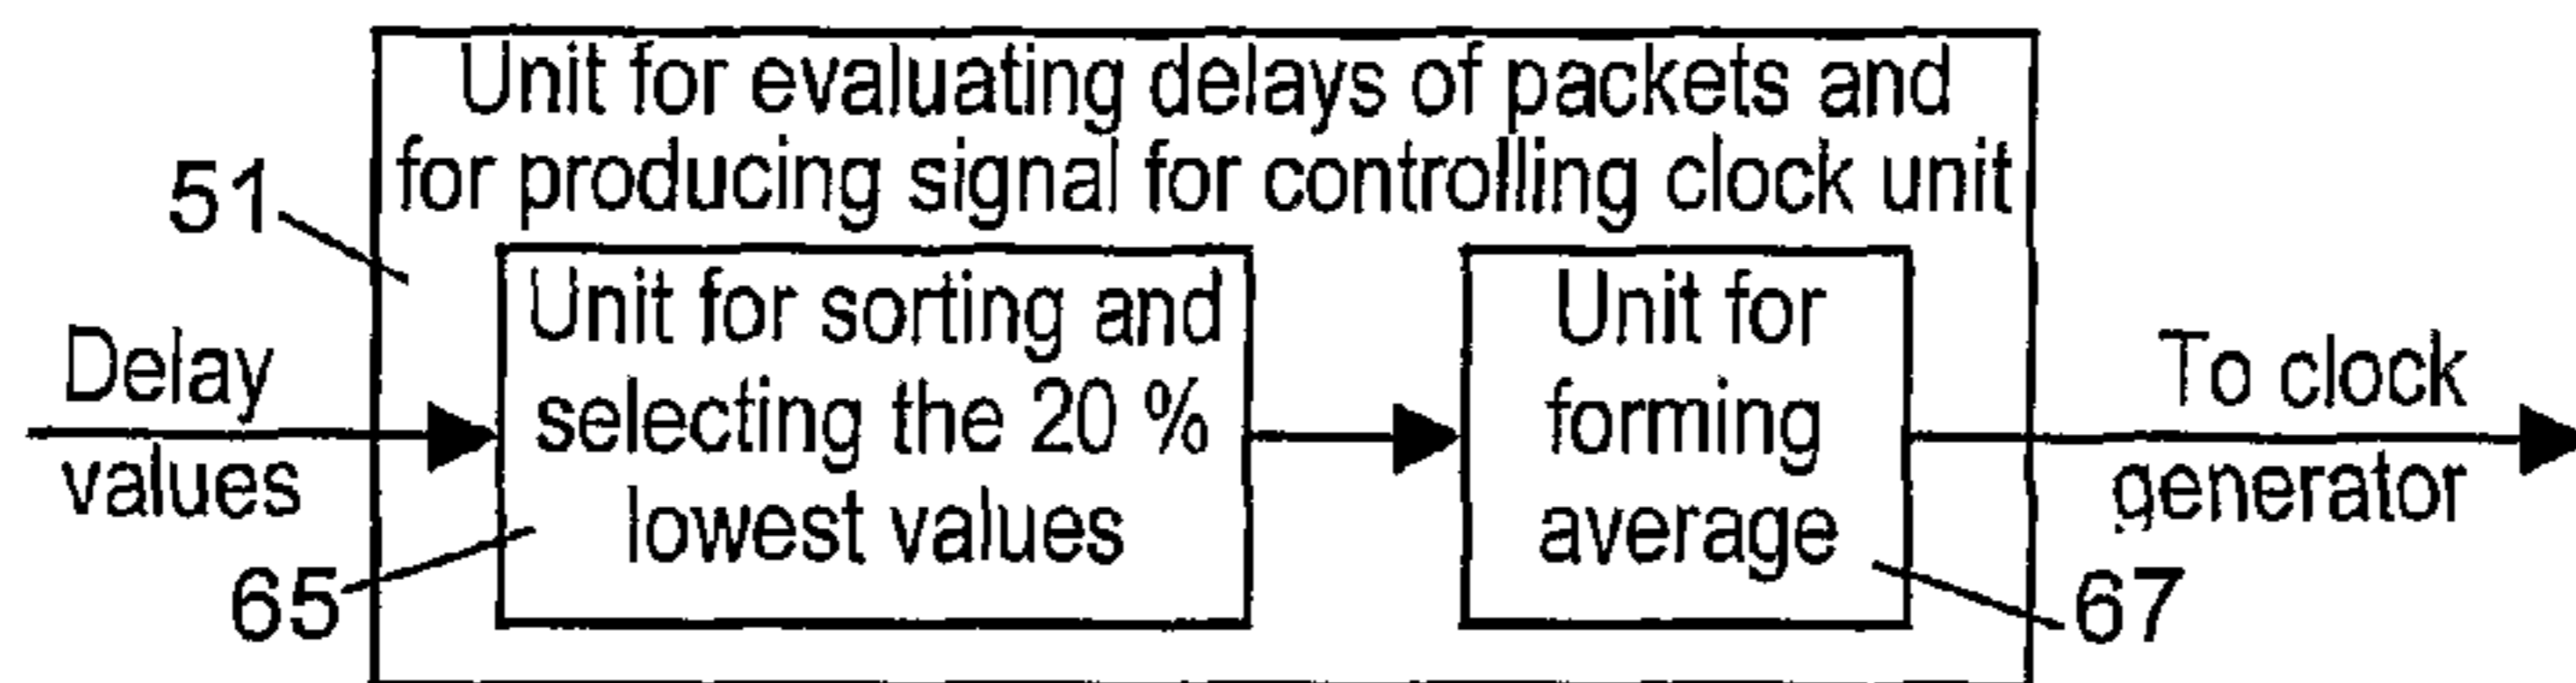 Unit for evaluating delays of packets and
for producing signal for controlling clock unit
51
Delay
values
Unit for sorting and
selecting the 20 %
lowest values
65
Unit for
forming
average
67
To clock
generator